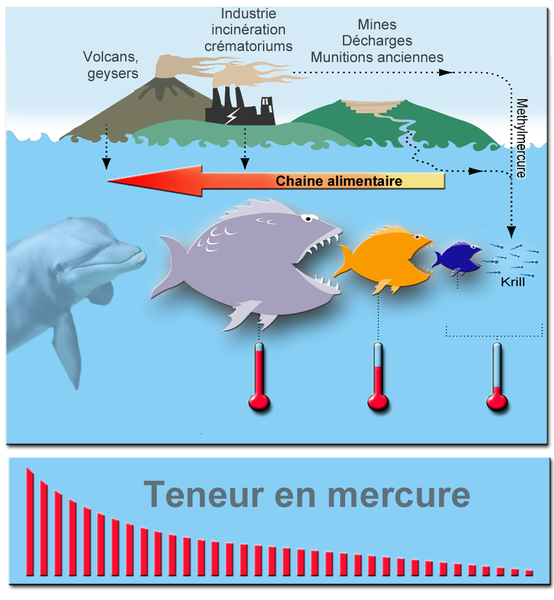 Volcans,
geysers
Industrie
incinération
crématoriums
Mines
Décharges
Munitions anciennes
Methylmercure
Chaine alimentaire
Krill
Teneur en mercure